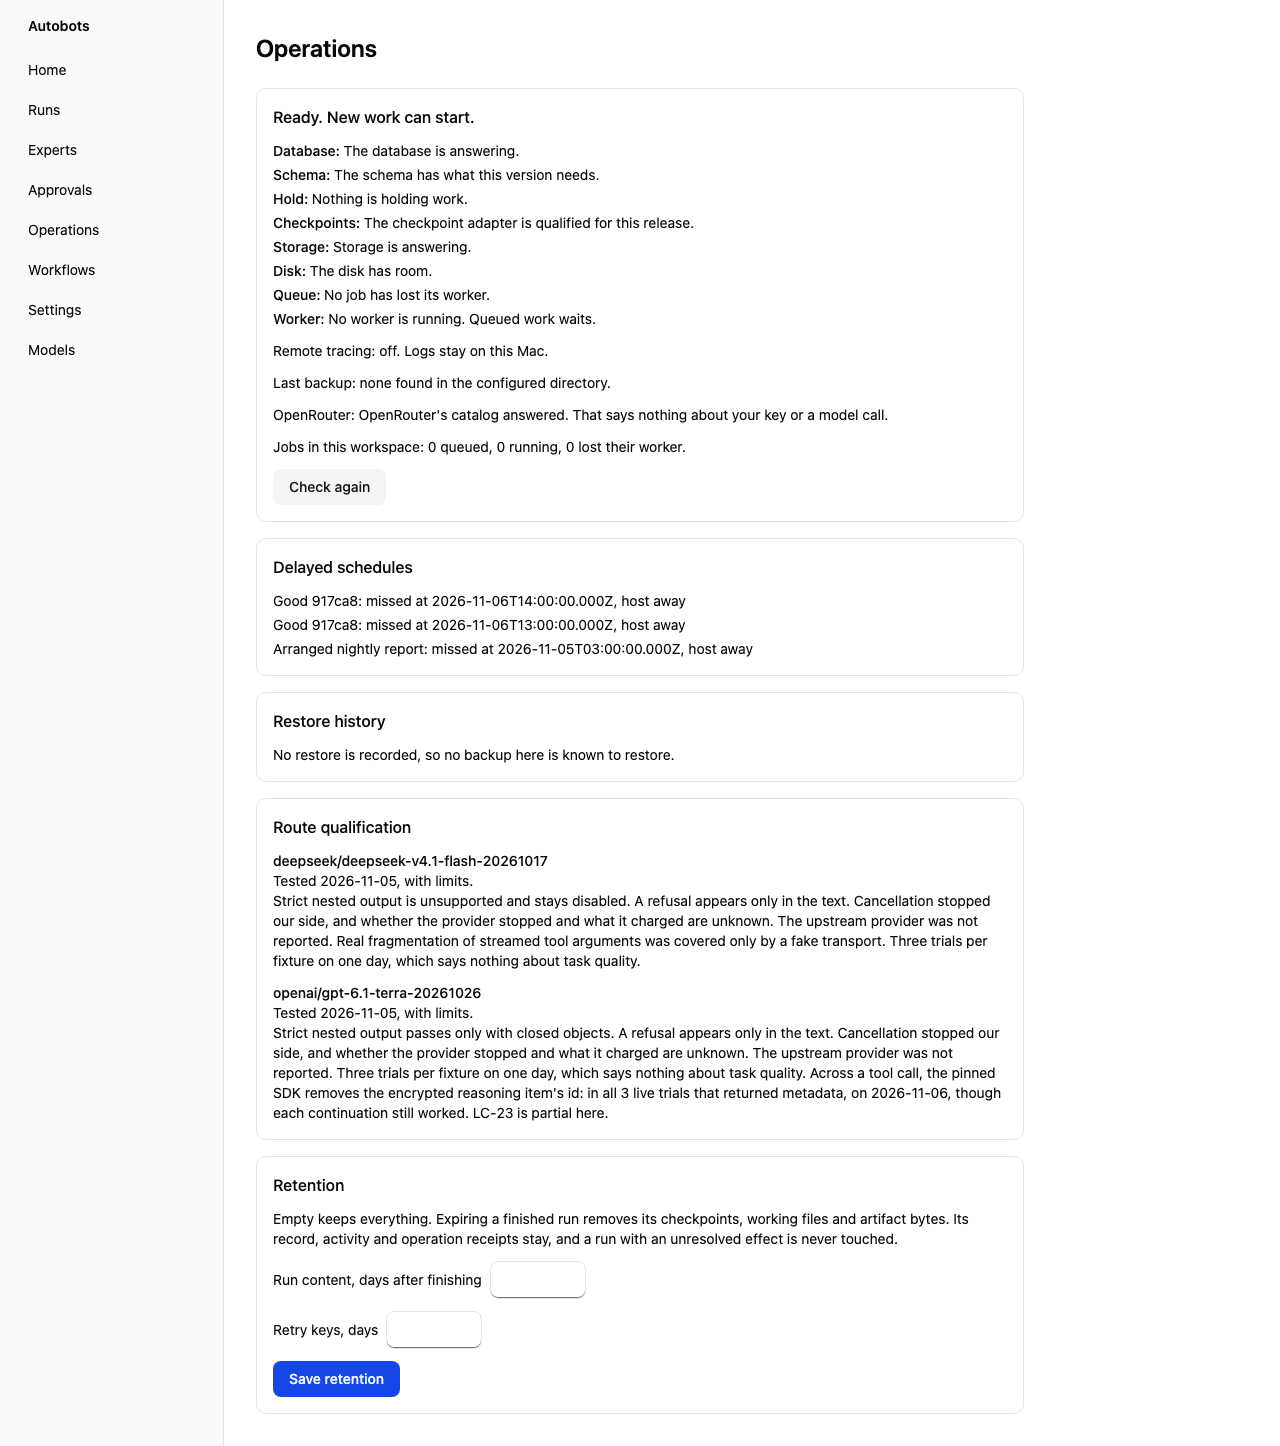 Autobots
Home
Runs
Experts
Approvals
Operations
Workflows
Settings
Models
Operations
Ready. New work can start.
Database: The database is answering.
Schema: The schema has what this version needs.
Hold: Nothing is holding work.
Checkpoints: The checkpoint adapter is qualified for this release.
Storage: Storage is answering.
Disk: The disk has room.
Queue: No job has lost its worker.
Worker: No worker is running. Queued work waits.
Remote tracing: off. Logs stay on this Mac.
Last backup: none found in the configured directory.
OpenRouter: OpenRouter's catalog answered. That says nothing about your key or a model call.
Jobs in this workspace: 0 queued, 0 running, 0 lost their worker.
Check again
Delayed schedules
Good 917ca8: missed at 2026-11-06T14:00:00.000Z, host away
Good 917ca8: missed at 2026-11-06T13:00:00.000Z, host away
Arranged nightly report: missed at 2026-11-05T03:00:00.000Z, host away
Restore history
No restore is recorded, so no backup here is known to restore.
Route qualification
deepseek/deepseek-v4.1-flash-20261017
Tested 2026-11-05, with limits.
Strict nested output is unsupported and stays disabled. A refusal appears only in the text. Cancellation stopped
our side, and whether the provider stopped and what it charged are unknown. The upstream provider was not
reported. Real fragmentation of streamed tool arguments was covered only by a fake transport. Three trials per
fixture on one day, which says nothing about task quality.
openai/gpt-6.1-terra-20261026
Tested 2026-11-05, with limits.
Strict nested output passes only with closed objects. A refusal appears only in the text. Cancellation stopped our
side, and whether the provider stopped and what it charged are unknown. The upstream provider was not
reported. Three trials per fixture on one day, which says nothing about task quality. Across a tool call, the pinned
SDK removes the encrypted reasoning item's id: in all 3 live trials that returned metadata, on 2026-11-06, though
each continuation still worked. LC-23 is partial here.
Retention
Empty keeps everything. Expiring a finished run removes its checkpoints, working files and artifact bytes. Its
record, activity and operation receipts stay, and a run with an unresolved effect is never touched.
Run content, days after finishing
Retry keys, days
Save retention